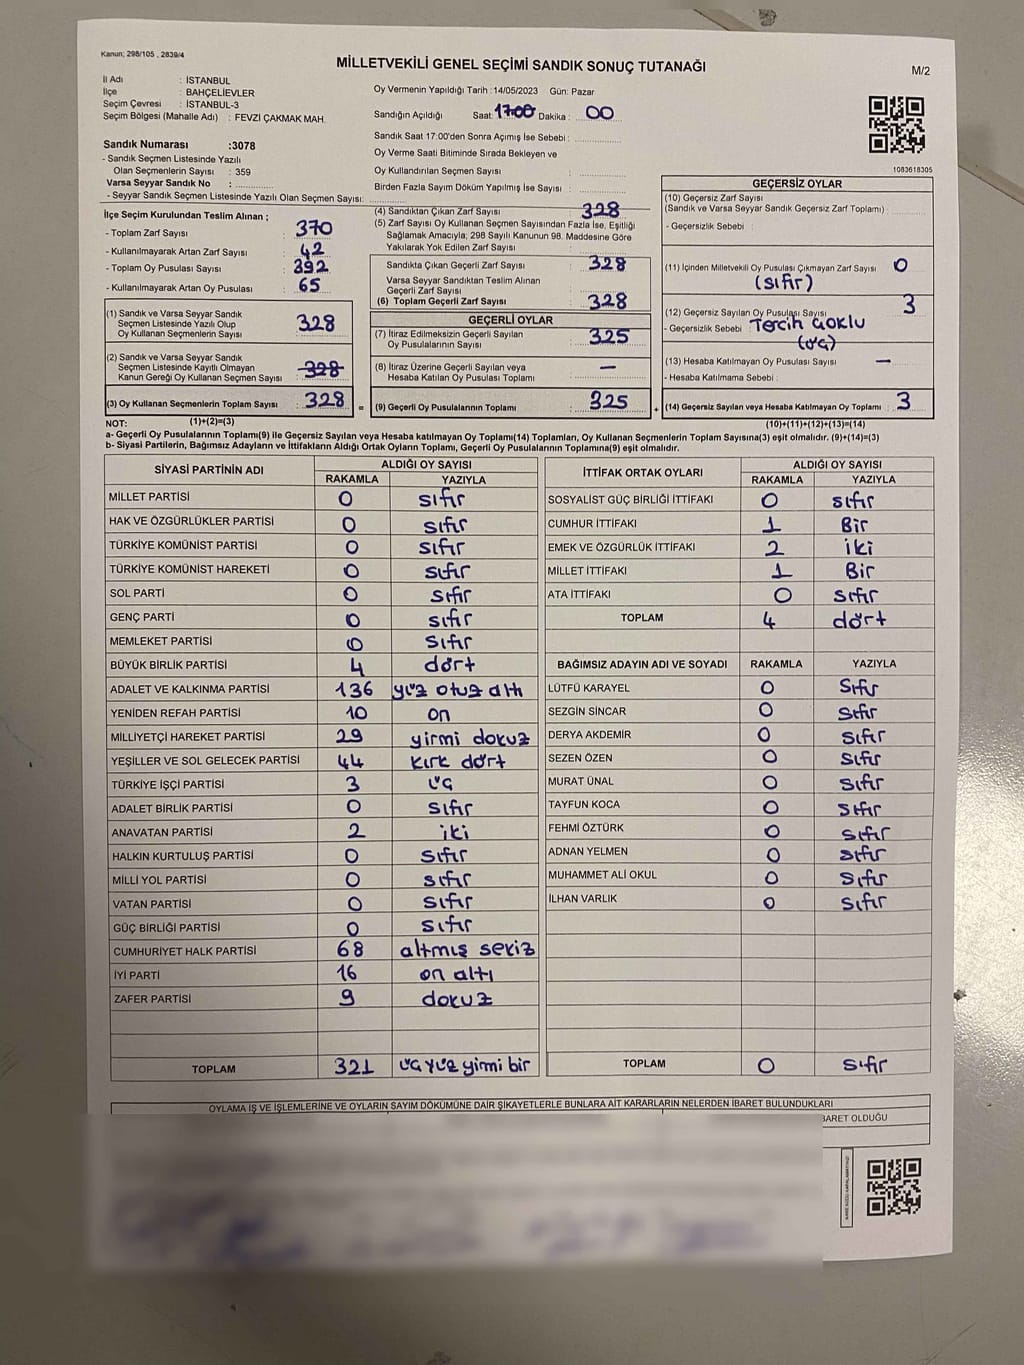 Kanun; 298/105 , 2839/4
MİLLETVEKİLİ GENEL SEÇİMİ SANDIK SONUÇ TUTANAĞI
M/2
İl Adı : İSTANBUL
İlçe : BAHÇELİEVLER
Seçim Çevresi : İSTANBUL-3
Seçim Bölgesi (Mahalle Adı) : FEVZİ ÇAKMAK MAH.
Sandık Numarası :3078
- Sandık Seçmen Listesinde Yazılı
Olan Seçmenlerin Sayısı : 359
Varsa Seyyar Sandık No :
- Seyyar Sandık Seçmen Listesinde Yazılı Olan Seçmen Sayısı:
Oy Vermenin Yapıldığı Tarih : 14/05/2023 Gün: Pazar
Sandığın Açıldığı Saat: 17:00 Dakika : 00
Sandık Saat 17:00'den Sonra Açımış İse Sebebi :
Oy Verme Saati Bitiminde Sırada Bekleyen ve
Oy Kullandırılan Seçmen Sayısı :
Birden Fazla Sayım Döküm Yapılmış İse Sayısı :
1083618305
İlçe Seçim Kurulundan Teslim Alınan ;
- Toplam Zarf Sayısı : 370
- Kullanılmayarak Artan Zarf Sayısı : 42
- Toplam Oy Pusulası Sayısı : 392
- Kullanılmayarak Artan Oy Pusulası : 65
(1) Sandık ve Varsa Seyyar Sandık
Seçmen Listesinde Yazılı Olup
Oy Kullanan Seçmenlerin Sayısı : 328
(2) Sandık ve Varsa Seyyar Sandık
Seçmen Listesinde Kayıtlı Olmayan
Kanun Gereği Oy Kullanan Seçmen Sayısı : 328
(3) Oy Kullanan Seçmenlerin Toplam Sayısı : 328
(4) Sandıktan Çıkan Zarf Sayısı : 328
(5) Zarf Sayısı Oy Kullanan Seçmen Sayısından Fazla İse, Eşitliği
Sağlamak Amacıyla; 298 Sayılı Kanunun 98. Maddesine Göre
Yakılarak Yok Edilen Zarf Sayısı :
Sandıkta Çıkan Geçerli Zarf Sayısı : 328
Varsa Seyyar Sandıktan Teslim Alınan
Geçerli Zarf Sayısı :
(6) Toplam Geçerli Zarf Sayısı : 328
GEÇERLİ OYLAR
(7) İtiraz Edilmeksizin Geçerli Sayılan
Oy Pusulalarının Sayısı : 325
(8) İtiraz Üzerine Geçerli Sayılan veya
Hesaba Katılan Oy Pusulası Toplamı : —
= (9) Geçerli Oy Pusulalarının Toplamı : 325
GEÇERSİZ OYLAR
(10) Geçersiz Zarf Sayısı
(Sandık ve Varsa Seyyar Sandık Geçersiz Zarf Toplamı) :
- Geçersizlik Sebebi :
(11) İçinden Milletvekili Oy Pusulası Çıkmayan Zarf Sayısı : 0
(sıfır)
(12) Geçersiz Sayılan Oy Pusulası Sayısı : 3
- Geçersizlik Sebebi : Tercih Çoklu
(üç)
(13) Hesaba Katılmayan Oy Pusulası Sayısı : —
- Hesaba Katılmama Sebebi :
+ (14) Geçersiz Sayılan veya Hesaba Katılmayan Oy Toplamı : 3
NOT: (1)+(2)=(3) (10)+(11)+(12)+(13)=(14)
a- Geçerli Oy Pusulalarının Toplamı(9) ile Geçersiz Sayılan veya Hesaba katılmayan Oy Toplamı(14) Toplamları, Oy Kullanan Seçmenlerin Toplam Sayısına(3) eşit olmalıdır. (9)+(14)=(3)
b- Siyasi Partilerin, Bağımsız Adayların ve İttifakların Aldığı Oyların Toplamı, Geçerli Oy Pusulalarının Toplamına(9) eşit olmalıdır.
SİYASİ PARTİNİN ADI ALDIĞI OY SAYISI
RAKAMLA YAZIYLA
MİLLET PARTİSİ 0 sıfır
HAK VE ÖZGÜRLÜKLER PARTİSİ 0 sıfır
TÜRKİYE KOMÜNİST PARTİSİ 0 sıfır
TÜRKİYE KOMÜNİST HAREKETİ 0 sıfır
SOL PARTİ 0 sıfır
GENÇ PARTİ 0 sıfır
MEMLEKET PARTİSİ 0 sıfır
BÜYÜK BİRLİK PARTİSİ 4 dört
ADALET VE KALKINMA PARTİSİ 136 yüz otuz altı
YENİDEN REFAH PARTİSİ 10 on
MİLLİYETÇİ HAREKET PARTİSİ 29 yirmi dokuz
YEŞİLLER VE SOL GELECEK PARTİSİ 44 kırk dört
TÜRKİYE İŞÇİ PARTİSİ 3 üç
ADALET BİRLİK PARTİSİ 0 sıfır
ANAVATAN PARTİSİ 2 iki
HALKIN KURTULUŞ PARTİSİ 0 sıfır
MİLLİ YOL PARTİSİ 0 sıfır
VATAN PARTİSİ 0 sıfır
GÜÇ BİRLİĞİ PARTİSİ 0 sıfır
CUMHURİYET HALK PARTİSİ 68 altmış sekiz
İYİ PARTİ 16 on altı
ZAFER PARTİSİ 9 dokuz
TOPLAM 321 üç yüz yirmi bir
İTTİFAK ORTAK OYLARI ALDIĞI OY SAYISI
RAKAMLA YAZIYLA
SOSYALİST GÜÇ BİRLİĞİ İTTİFAKI 0 sıfır
CUMHUR İTTİFAKI 1 Bir
EMEK VE ÖZGÜRLÜK İTTİFAKI 2 iki
MİLLET İTTİFAKI 1 Bir
ATA İTTİFAKI 0 sıfır
TOPLAM 4 dört
BAĞIMSIZ ADAYIN ADI VE SOYADI RAKAMLA YAZIYLA
LÜTFÜ KARAYEL 0 sıfır
SEZGİN SİNCAR 0 sıfır
DERYA AKDEMİR 0 sıfır
SEZEN ÖZEN 0 sıfır
MURAT ÜNAL 0 sıfır
TAYFUN KOCA 0 sıfır
FEHMİ ÖZTÜRK 0 sıfır
ADNAN YELMEN 0 sıfır
MUHAMMET ALİ OKUL 0 sıfır
İLHAN VARLIK 0 sıfır
TOPLAM 0 sıfır
OYLAMA İŞ VE İŞLEMLERİNE VE OYLARIN SAYIM DÖKÜMÜNE DAİR ŞİKAYETLERLE BUNLARA AİT KARARLARIN NELERDEN İBARET BULUNDUKLARI
BARET OLDUĞU